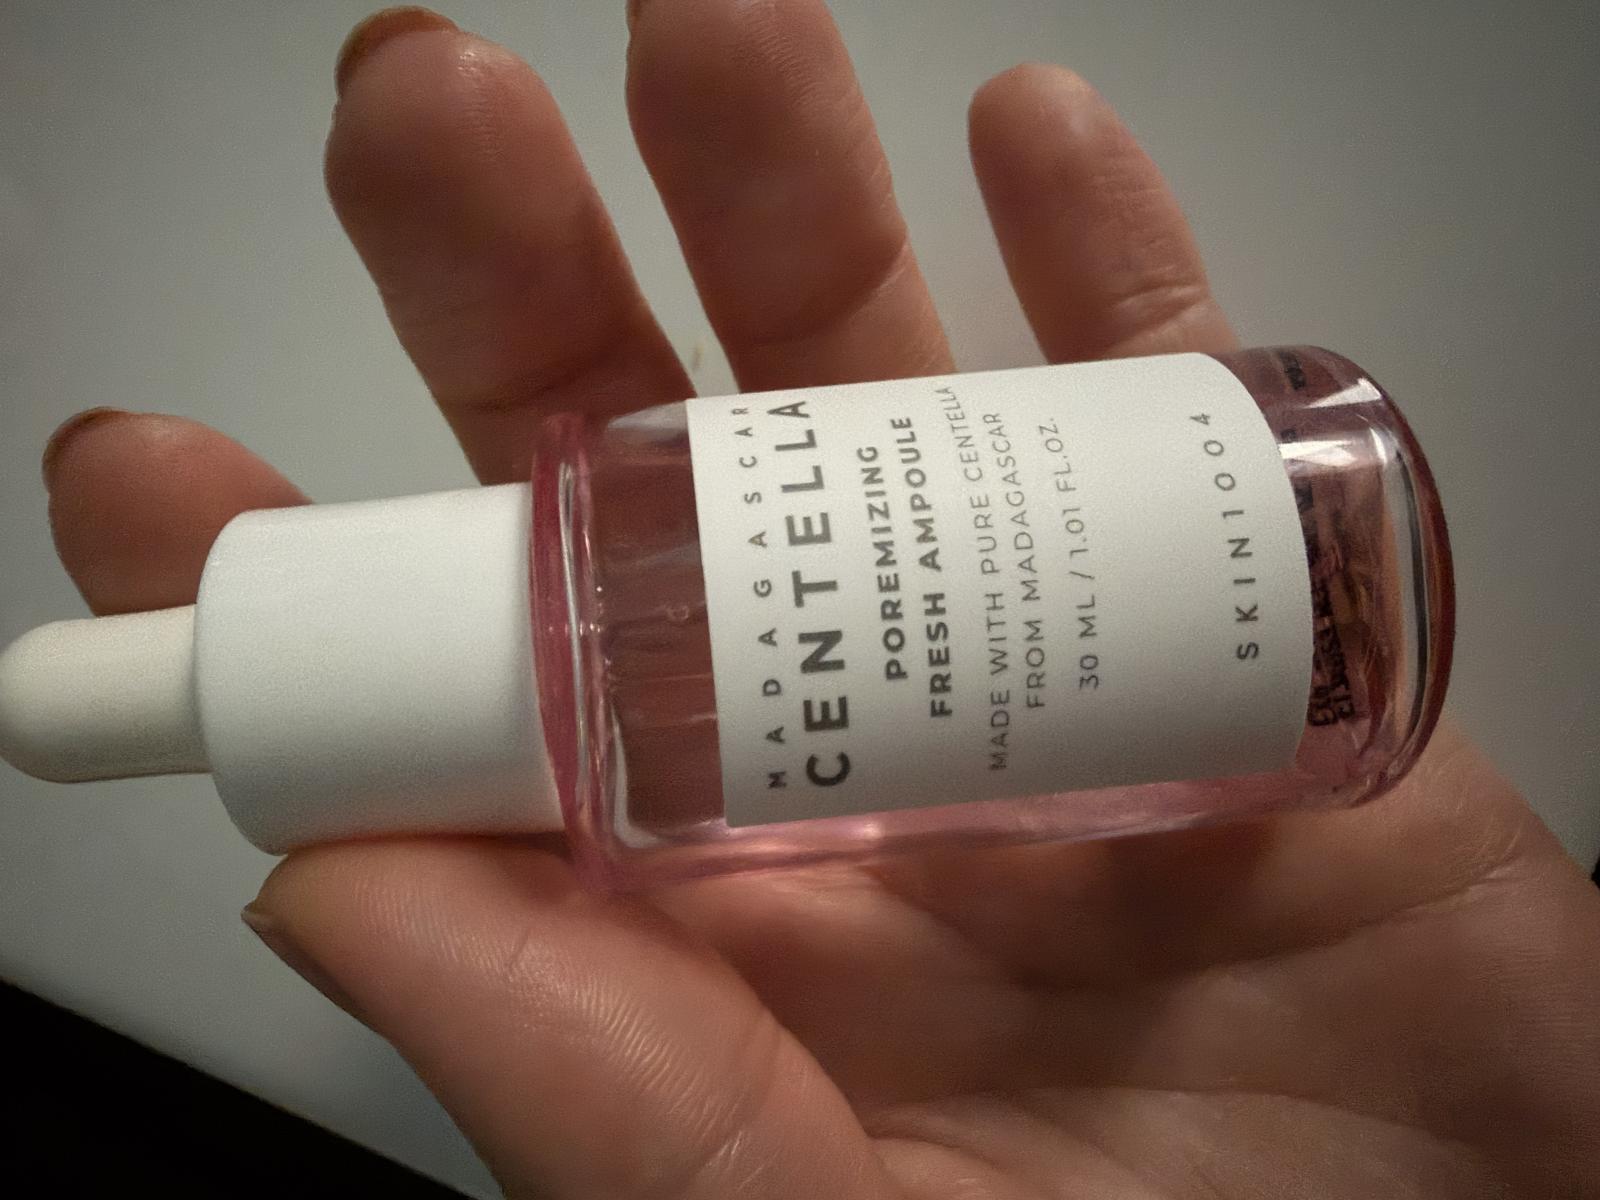 MADAGASCAR
CENTELLA
POREMIZING
FRESH AMPOULE
MADE WITH PURE CENTELLA
FROM MADAGASCAR
30 ML / 1.01 FL.OZ.
SKIN1004